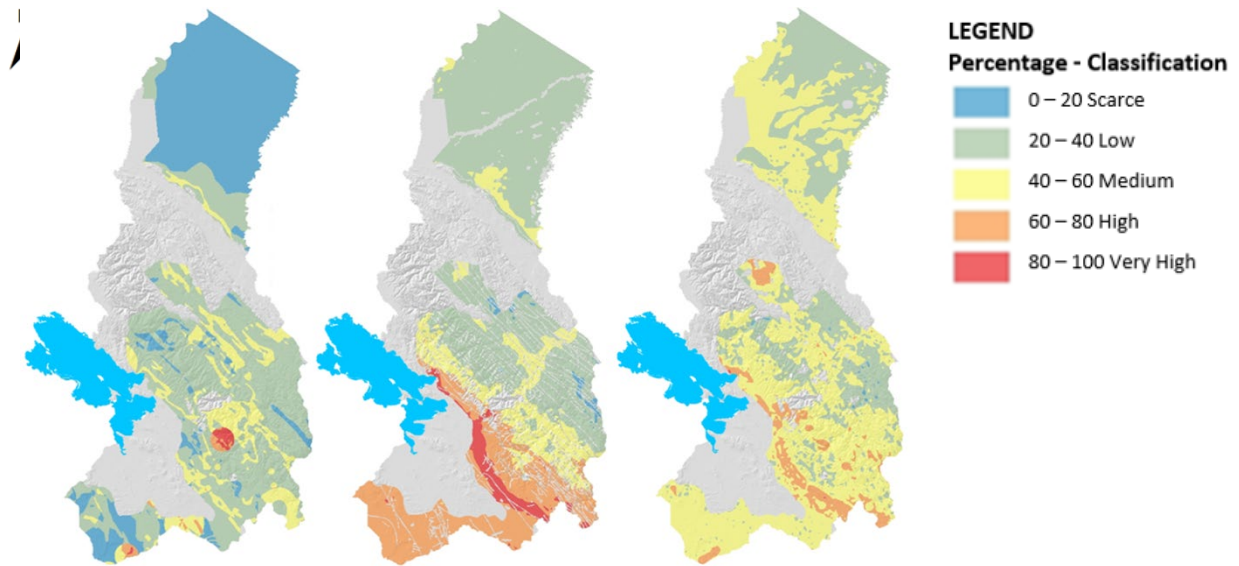 LEGEND
Percentage - Classification
0 – 20 Scarce
20 – 40 Low
40 – 60 Medium
60 – 80 High
80 – 100 Very High